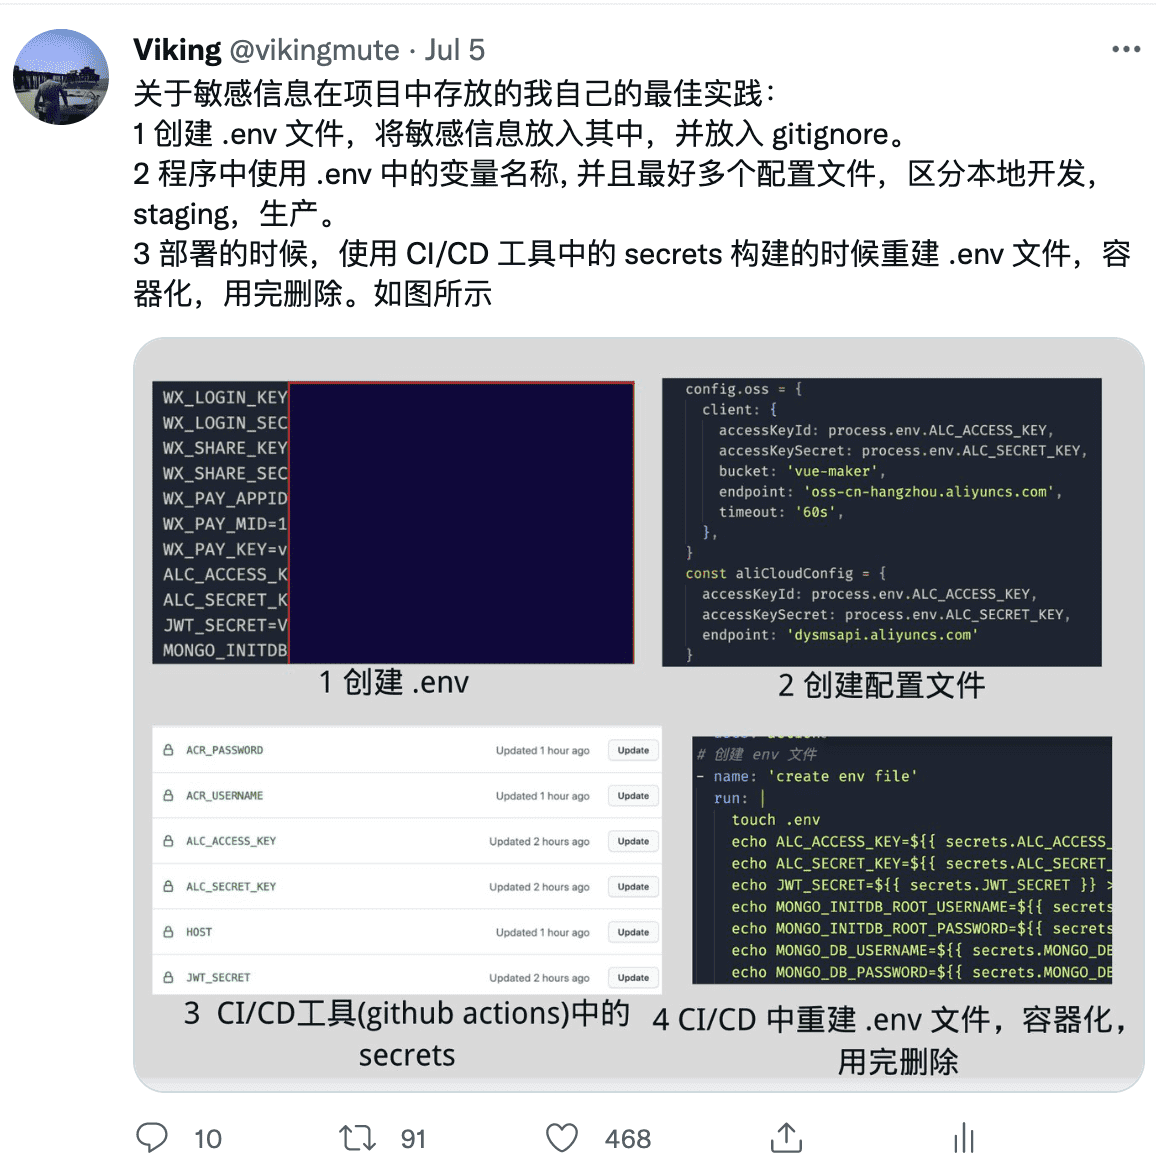 Viking @vikingmute · Jul 5
关于敏感信息在项目中存放的我自己的最佳实践：
1 创建 .env 文件，将敏感信息放入其中，并放入 gitignore。
2 程序中使用 .env 中的变量名称, 并且最好多个配置文件，区分本地开发，
staging，生产。
3 部署的时候，使用 CI/CD 工具中的 secrets 构建的时候重建 .env 文件，容
器化，用完删除。如图所示
WX_LOGIN_KEY
WX_LOGIN_SEC
WX_SHARE_KEY
WX_SHARE_SEC
WX_PAY_APPID
WX_PAY_MID=1
WX_PAY_KEY=v
ALC_ACCESS_K
ALC_SECRET_K
JWT_SECRET=V
MONGO_INITDB
1 创建 .env
config.oss = {
client: {
accessKeyId: process.env.ALC_ACCESS_KEY,
accessKeySecret: process.env.ALC_SECRET_KEY,
bucket: 'vue-maker',
endpoint: 'oss-cn-hangzhou.aliyuncs.com',
timeout: '60s',
},
}
const aliCloudConfig = {
accessKeyId: process.env.ALC_ACCESS_KEY,
accessKeySecret: process.env.ALC_SECRET_KEY,
endpoint: 'dysmsapi.aliyuncs.com'
}
2 创建配置文件
ACR_PASSWORD Updated 1 hour ago Update
ACR_USERNAME Updated 1 hour ago Update
ALC_ACCESS_KEY Updated 2 hours ago Update
ALC_SECRET_KEY Updated 2 hours ago Update
HOST Updated 1 hour ago Update
JWT_SECRET Updated 2 hours ago Update
3 CI/CD工具(github actions)中的
secrets
# 创建 env 文件
- name: 'create env file'
run: |
touch .env
echo ALC_ACCESS_KEY=${{ secrets.ALC_ACCESS_
echo ALC_SECRET_KEY=${{ secrets.ALC_SECRET_
echo JWT_SECRET=${{ secrets.JWT_SECRET }} >
echo MONGO_INITDB_ROOT_USERNAME=${{ secrets
echo MONGO_INITDB_ROOT_PASSWORD=${{ secrets
echo MONGO_DB_USERNAME=${{ secrets.MONGO_DB
echo MONGO_DB_PASSWORD=${{ secrets.MONGO_DB
4 CI/CD 中重建 .env 文件，容器化，
用完删除
10 91 468